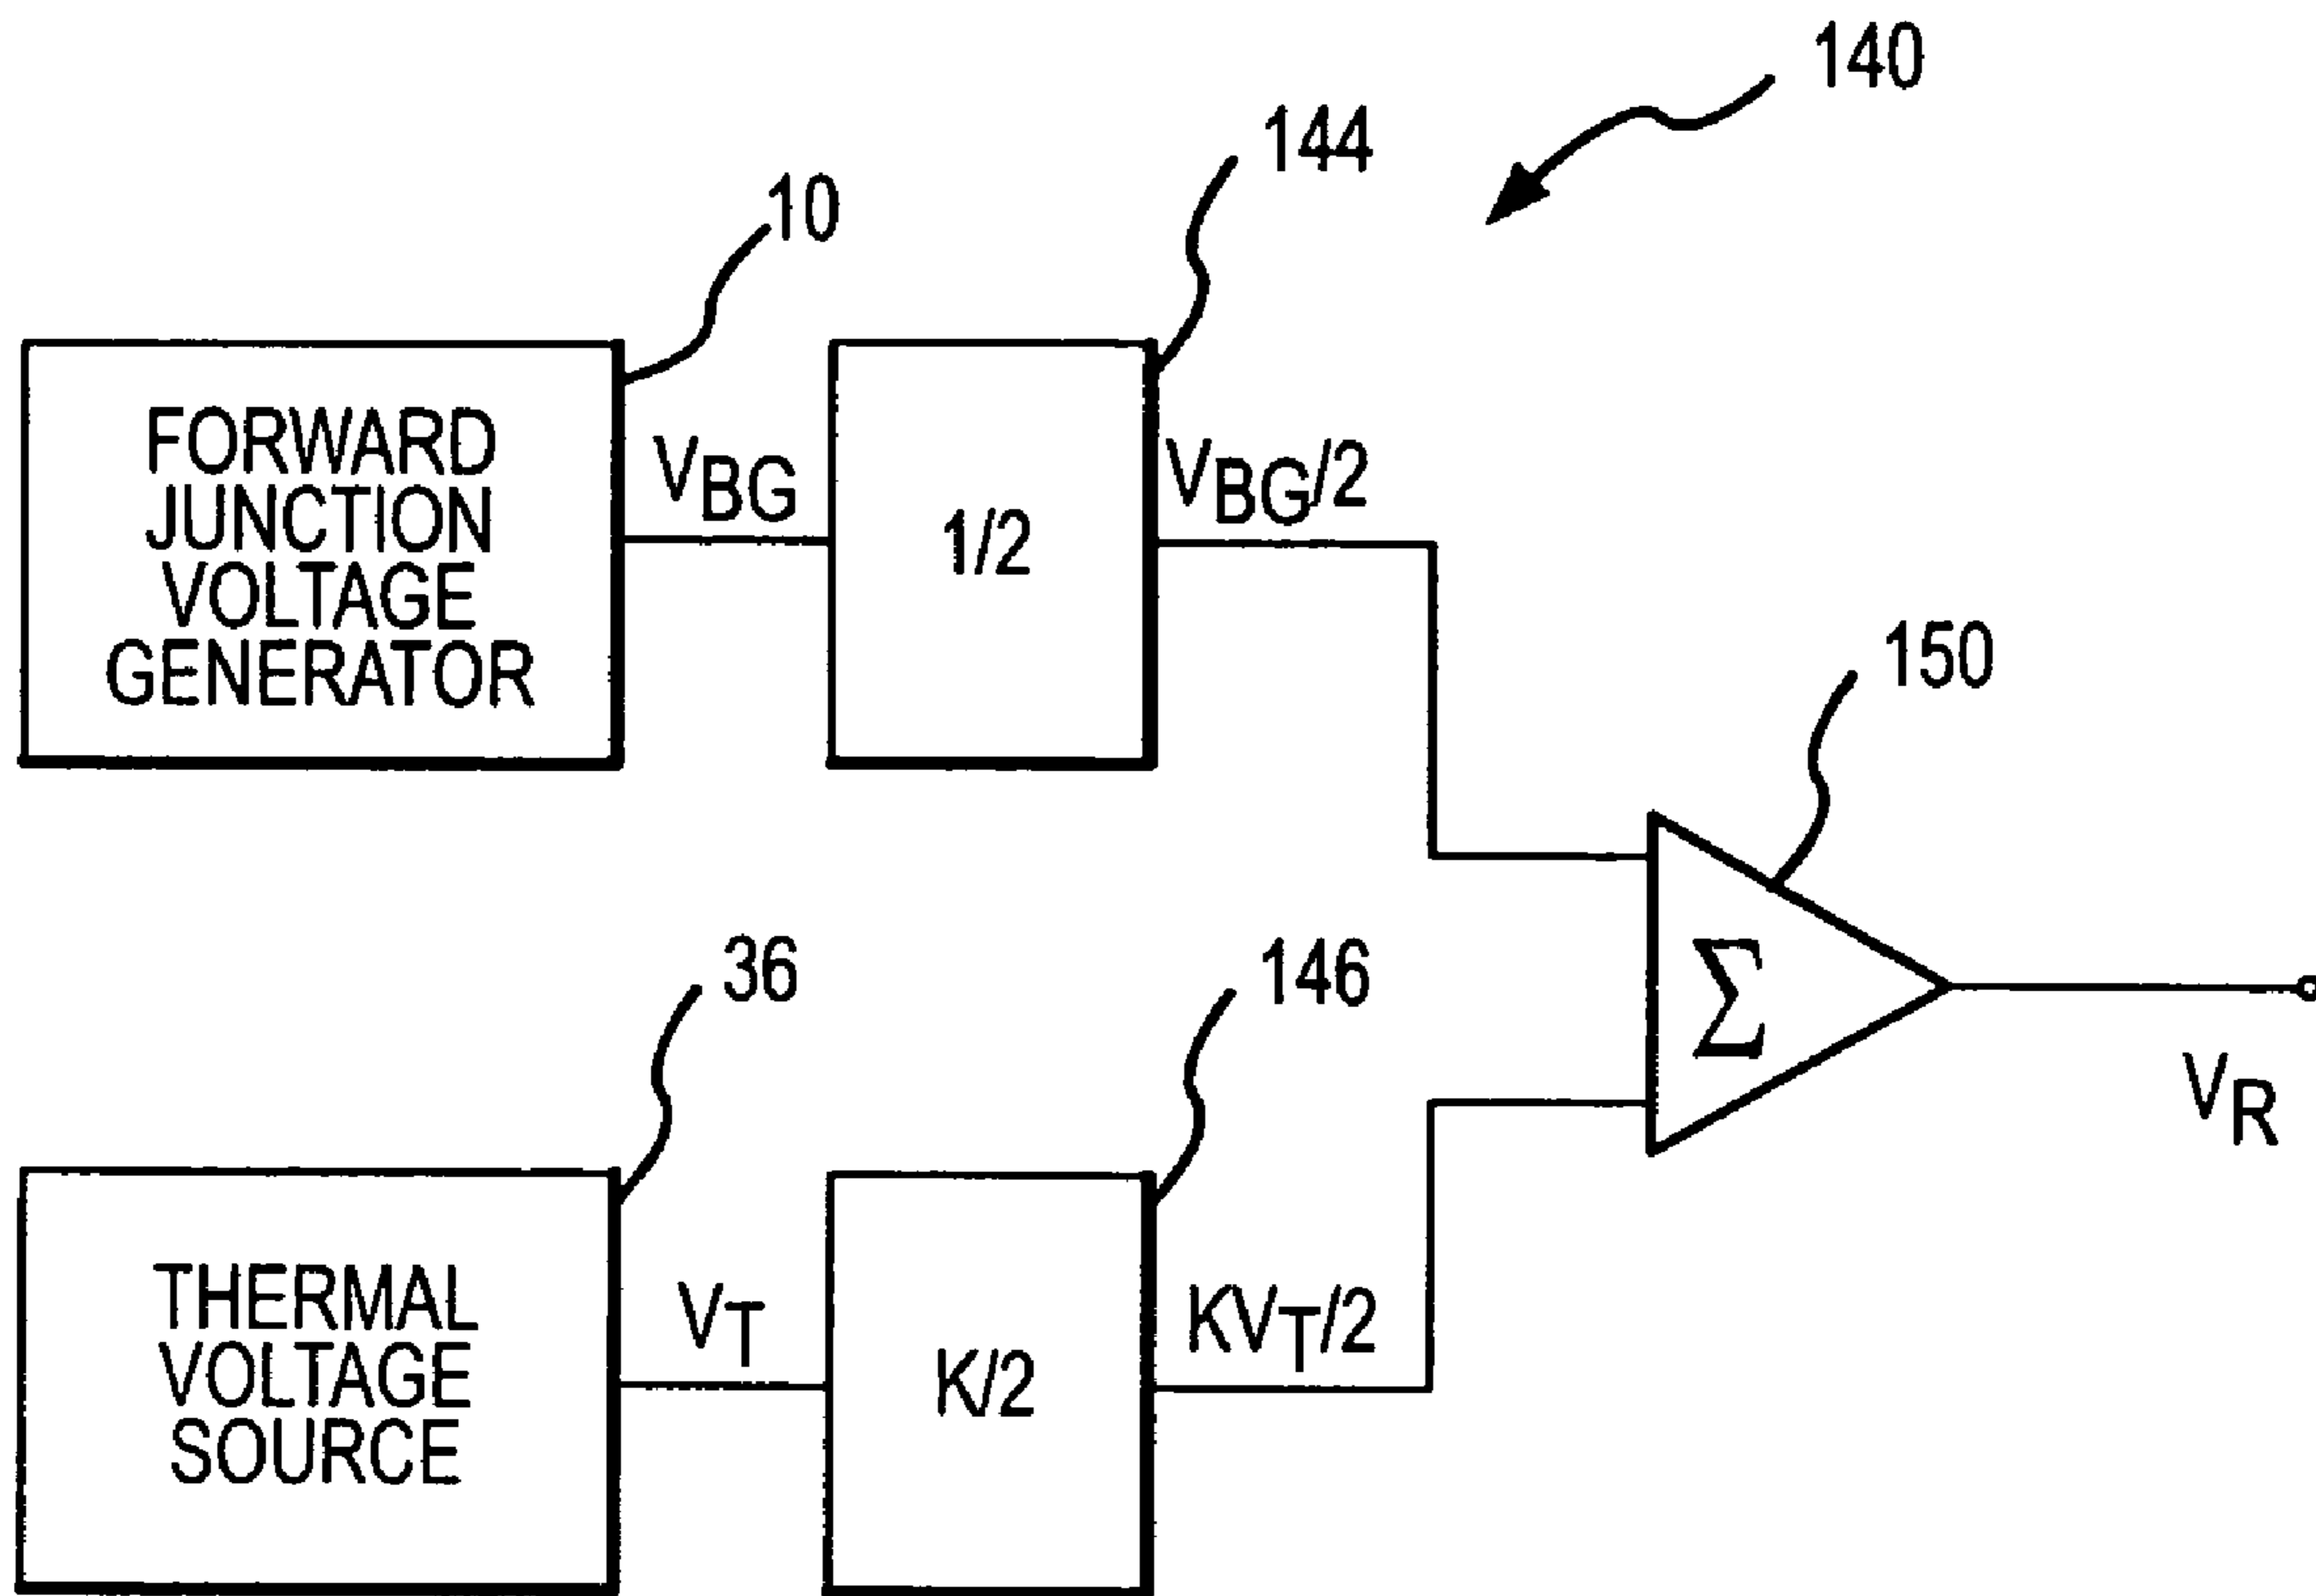 140
144
10
FORWARD
JUNCTION
VOLTAGE
GENERATOR
VBG
1/2
VBG/2
150
Σ
VR
36
146
THERMAL
VOLTAGE
SOURCE
VT
K/2
KVT/2